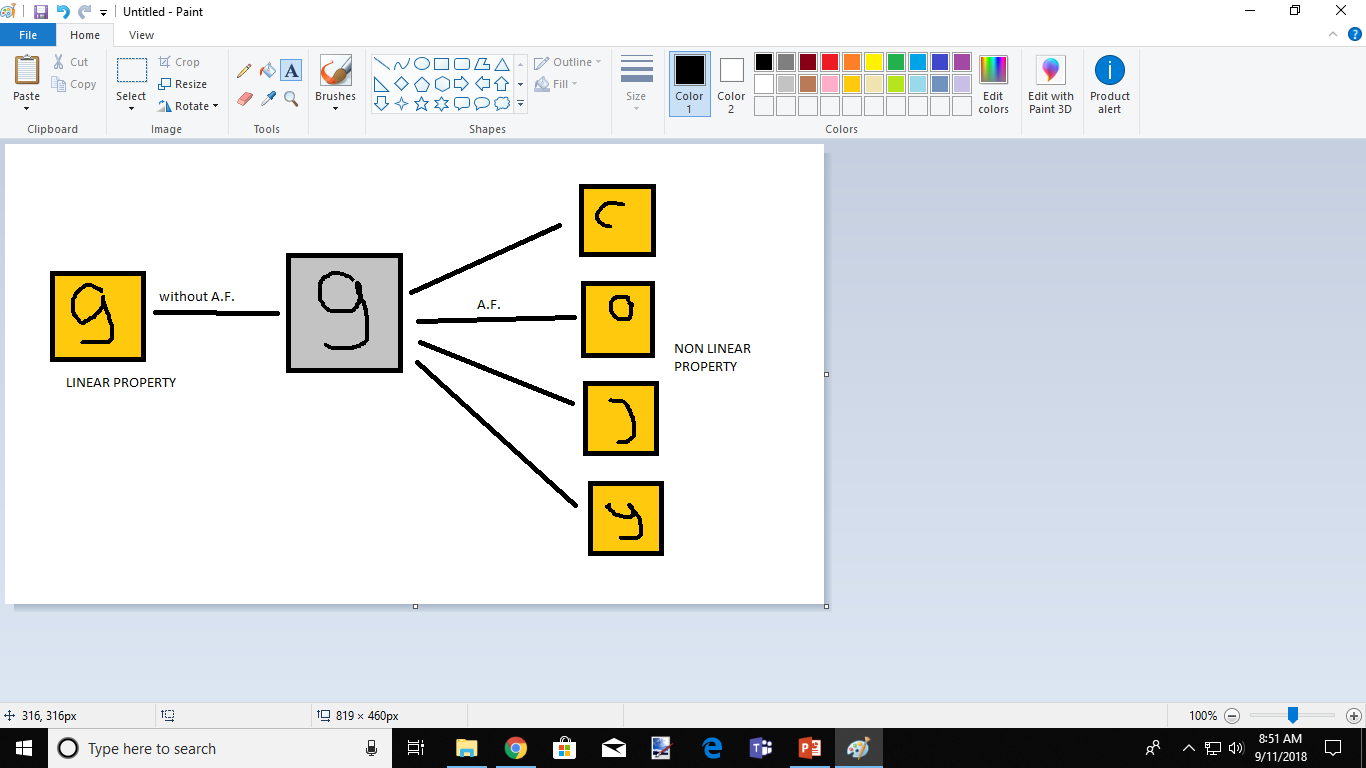 Untitled - Paint
File Home View
Cut
Copy
Paste
Clipboard
Crop
Resize
Rotate
Select
Image
A
Tools
Brushes
Outline
Fill
Shapes
Size
Color 1
Color 2
Edit colors
Colors
Edit with Paint 3D
Product alert
g
without A.F.
LINEAR PROPERTY
g
A.F.
c
o
y
NON LINEAR
PROPERTY
316, 316px
819 × 460px
100%
Type here to search
8:51 AM
9/11/2018